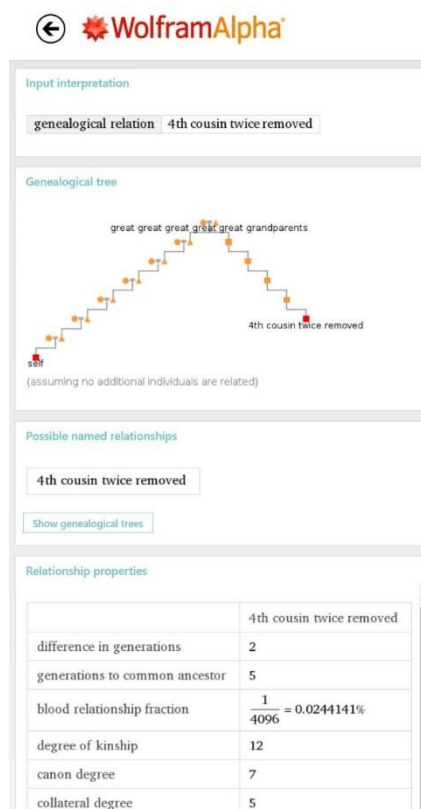 WolframAlpha
Input interpretation
genealogical relation 4th cousin twice removed
Genealogical tree
great great great great great grandparents
4th cousin twice removed
self
(assuming no additional individuals are related)
Possible named relationships
4th cousin twice removed
Show genealogical trees
Relationship properties
4th cousin twice removed
difference in generations 2
generations to common ancestor 5
blood relationship fraction 1/4096 = 0.0244141%
degree of kinship 12
canon degree 7
collateral degree 5